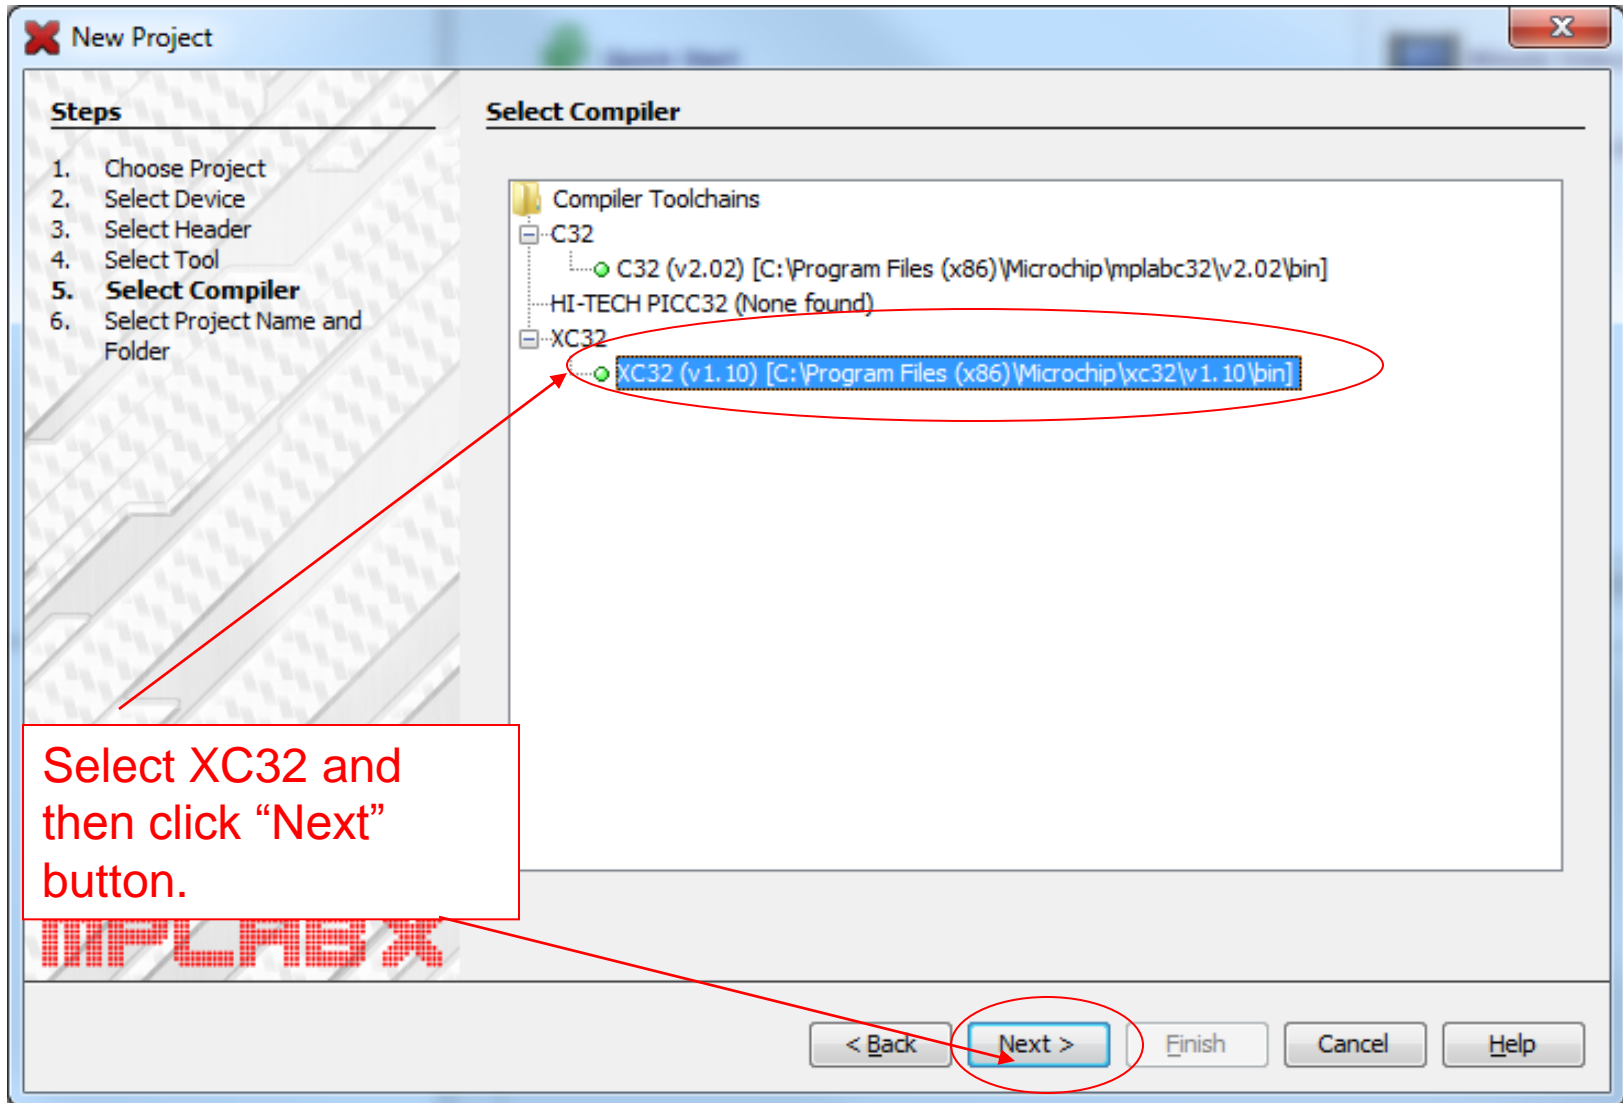 New Project
Steps
1. Choose Project
2. Select Device
3. Select Header
4. Select Tool
5. Select Compiler
6. Select Project Name and
Folder
Select Compiler
Compiler Toolchains
C32
C32 (v2.02) [C:\Program Files (x86)\Microchip\mplabc32\v2.02\bin]
HI-TECH PICC32 (None found)
XC32
XC32 (v1.10) [C:\Program Files (x86)\Microchip\xc32\v1.10\bin]
Select XC32 and
then click “Next”
button.
MPLAB X
< Back
Next >
Finish
Cancel
Help